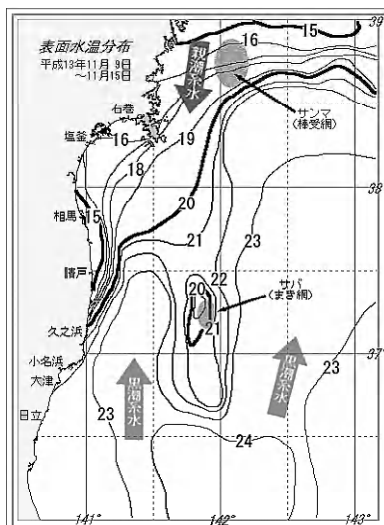 表面水温分布
平成13年11月 9日
～11月15日
15
39
16
親潮系水
サンマ
(棒受網)
石巻
塩釜
16
19
18
38
20
相馬
15
21
23
請戸
22
20
サバ
(まき網)
21
久之浜
37
小名浜
大津
黒潮系水
黒潮系水
23
23
日立
24
141°
142°
143°